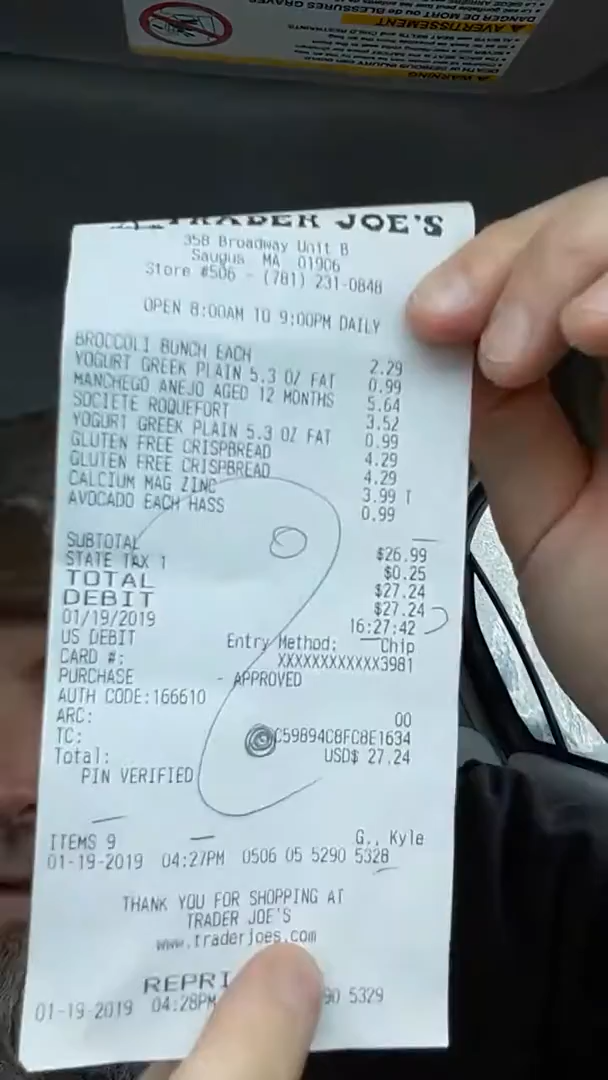 TRADER JOE'S
358 Broadway Unit B
Saugus MA 01906
Store #506 - (781) 231-0848
OPEN 8:00AM TO 9:00PM DAILY
BROCCOLI BUNCH EACH 2.29
YOGURT GREEK PLAIN 5.3 OZ FAT 0.99
MANCHEGO ANEJO AGED 12 MONTHS 5.64
SOCIETE ROQUEFORT 3.52
YOGURT GREEK PLAIN 5.3 OZ FAT 0.99
GLUTEN FREE CRISPBREAD 4.29
GLUTEN FREE CRISPBREAD 4.29
CALCIUM MAG ZINC 3.99 T
AVOCADO EACH HASS 0.99
SUBTOTAL $26.99
STATE TAX 1 $0.25
TOTAL $27.24
DEBIT $27.24
01/19/2019 16:27:42
US DEBIT Entry Method: Chip
CARD #: XXXXXXXXXXXX3981
PURCHASE - APPROVED
AUTH CODE:166610
ARC: 00
TC: C59894C8FC8E1634
Total: USD$ 27.24
PIN VERIFIED
ITEMS 9 G., Kyle
01-19-2019 04:27PM 0506 05 5290 5328
THANK YOU FOR SHOPPING AT
TRADER JOE'S
www.traderjoes.com
REPRI
01-19-2019 04:28PM 90 5329
WARNING
AVERTISSEMENT